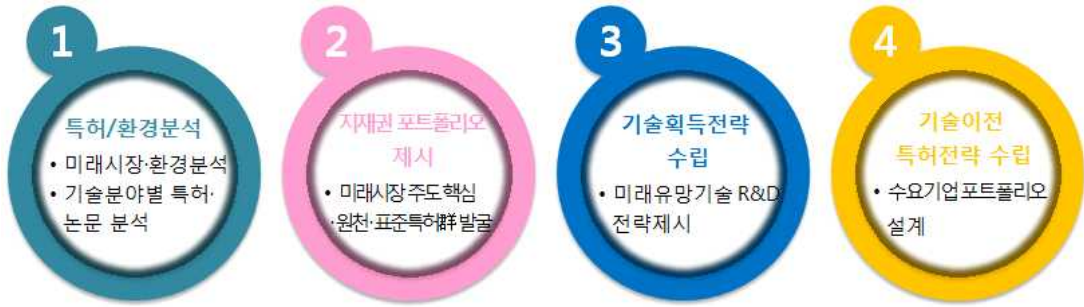 1
특허/환경분석
• 미래시장·환경분석
• 기술분야별 특허·
논문 분석
2
지재권 포트폴리오
제시
• 미래시장 주도 핵심
·원천·표준특허群 발굴
3
기술획득전략
수립
• 미래유망기술 R&D
전략제시
4
기술이전
특허전략 수립
• 수요기업 포트폴리오
설계